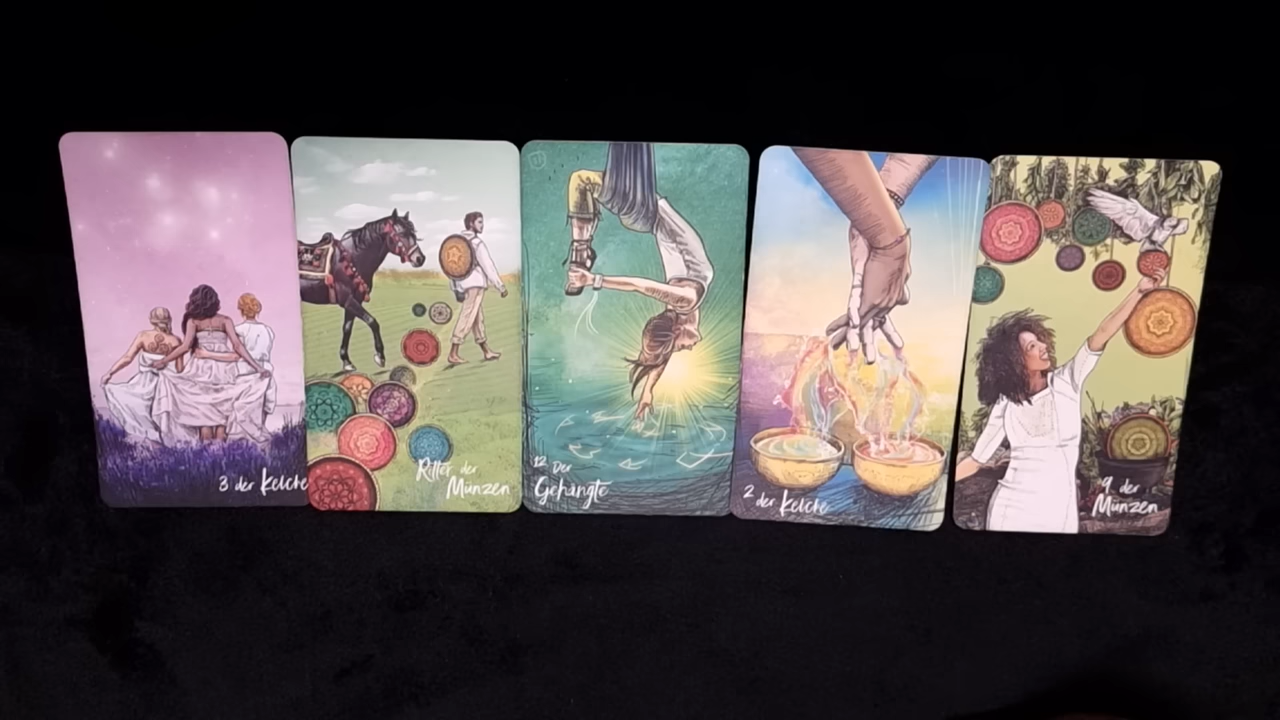 3 der Kelche
Ritter der
Münzen
12 Der
Gehängte
2 der Kelche
9 der
Münzen